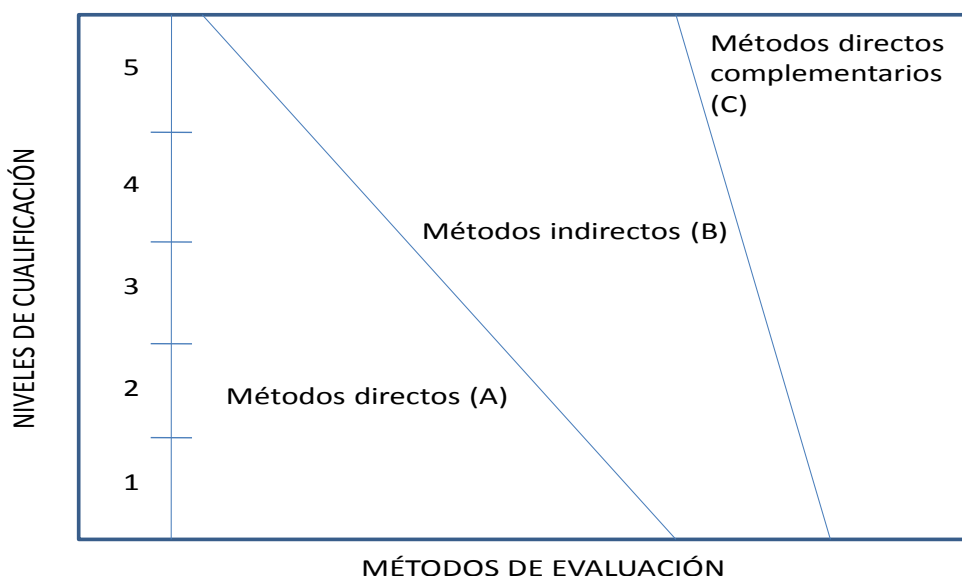 NIVELES DE CUALIFICACIÓN
5
4
3
2
1
Métodos directos
complementarios
(C)
Métodos indirectos (B)
Métodos directos (A)
MÉTODOS DE EVALUACIÓN